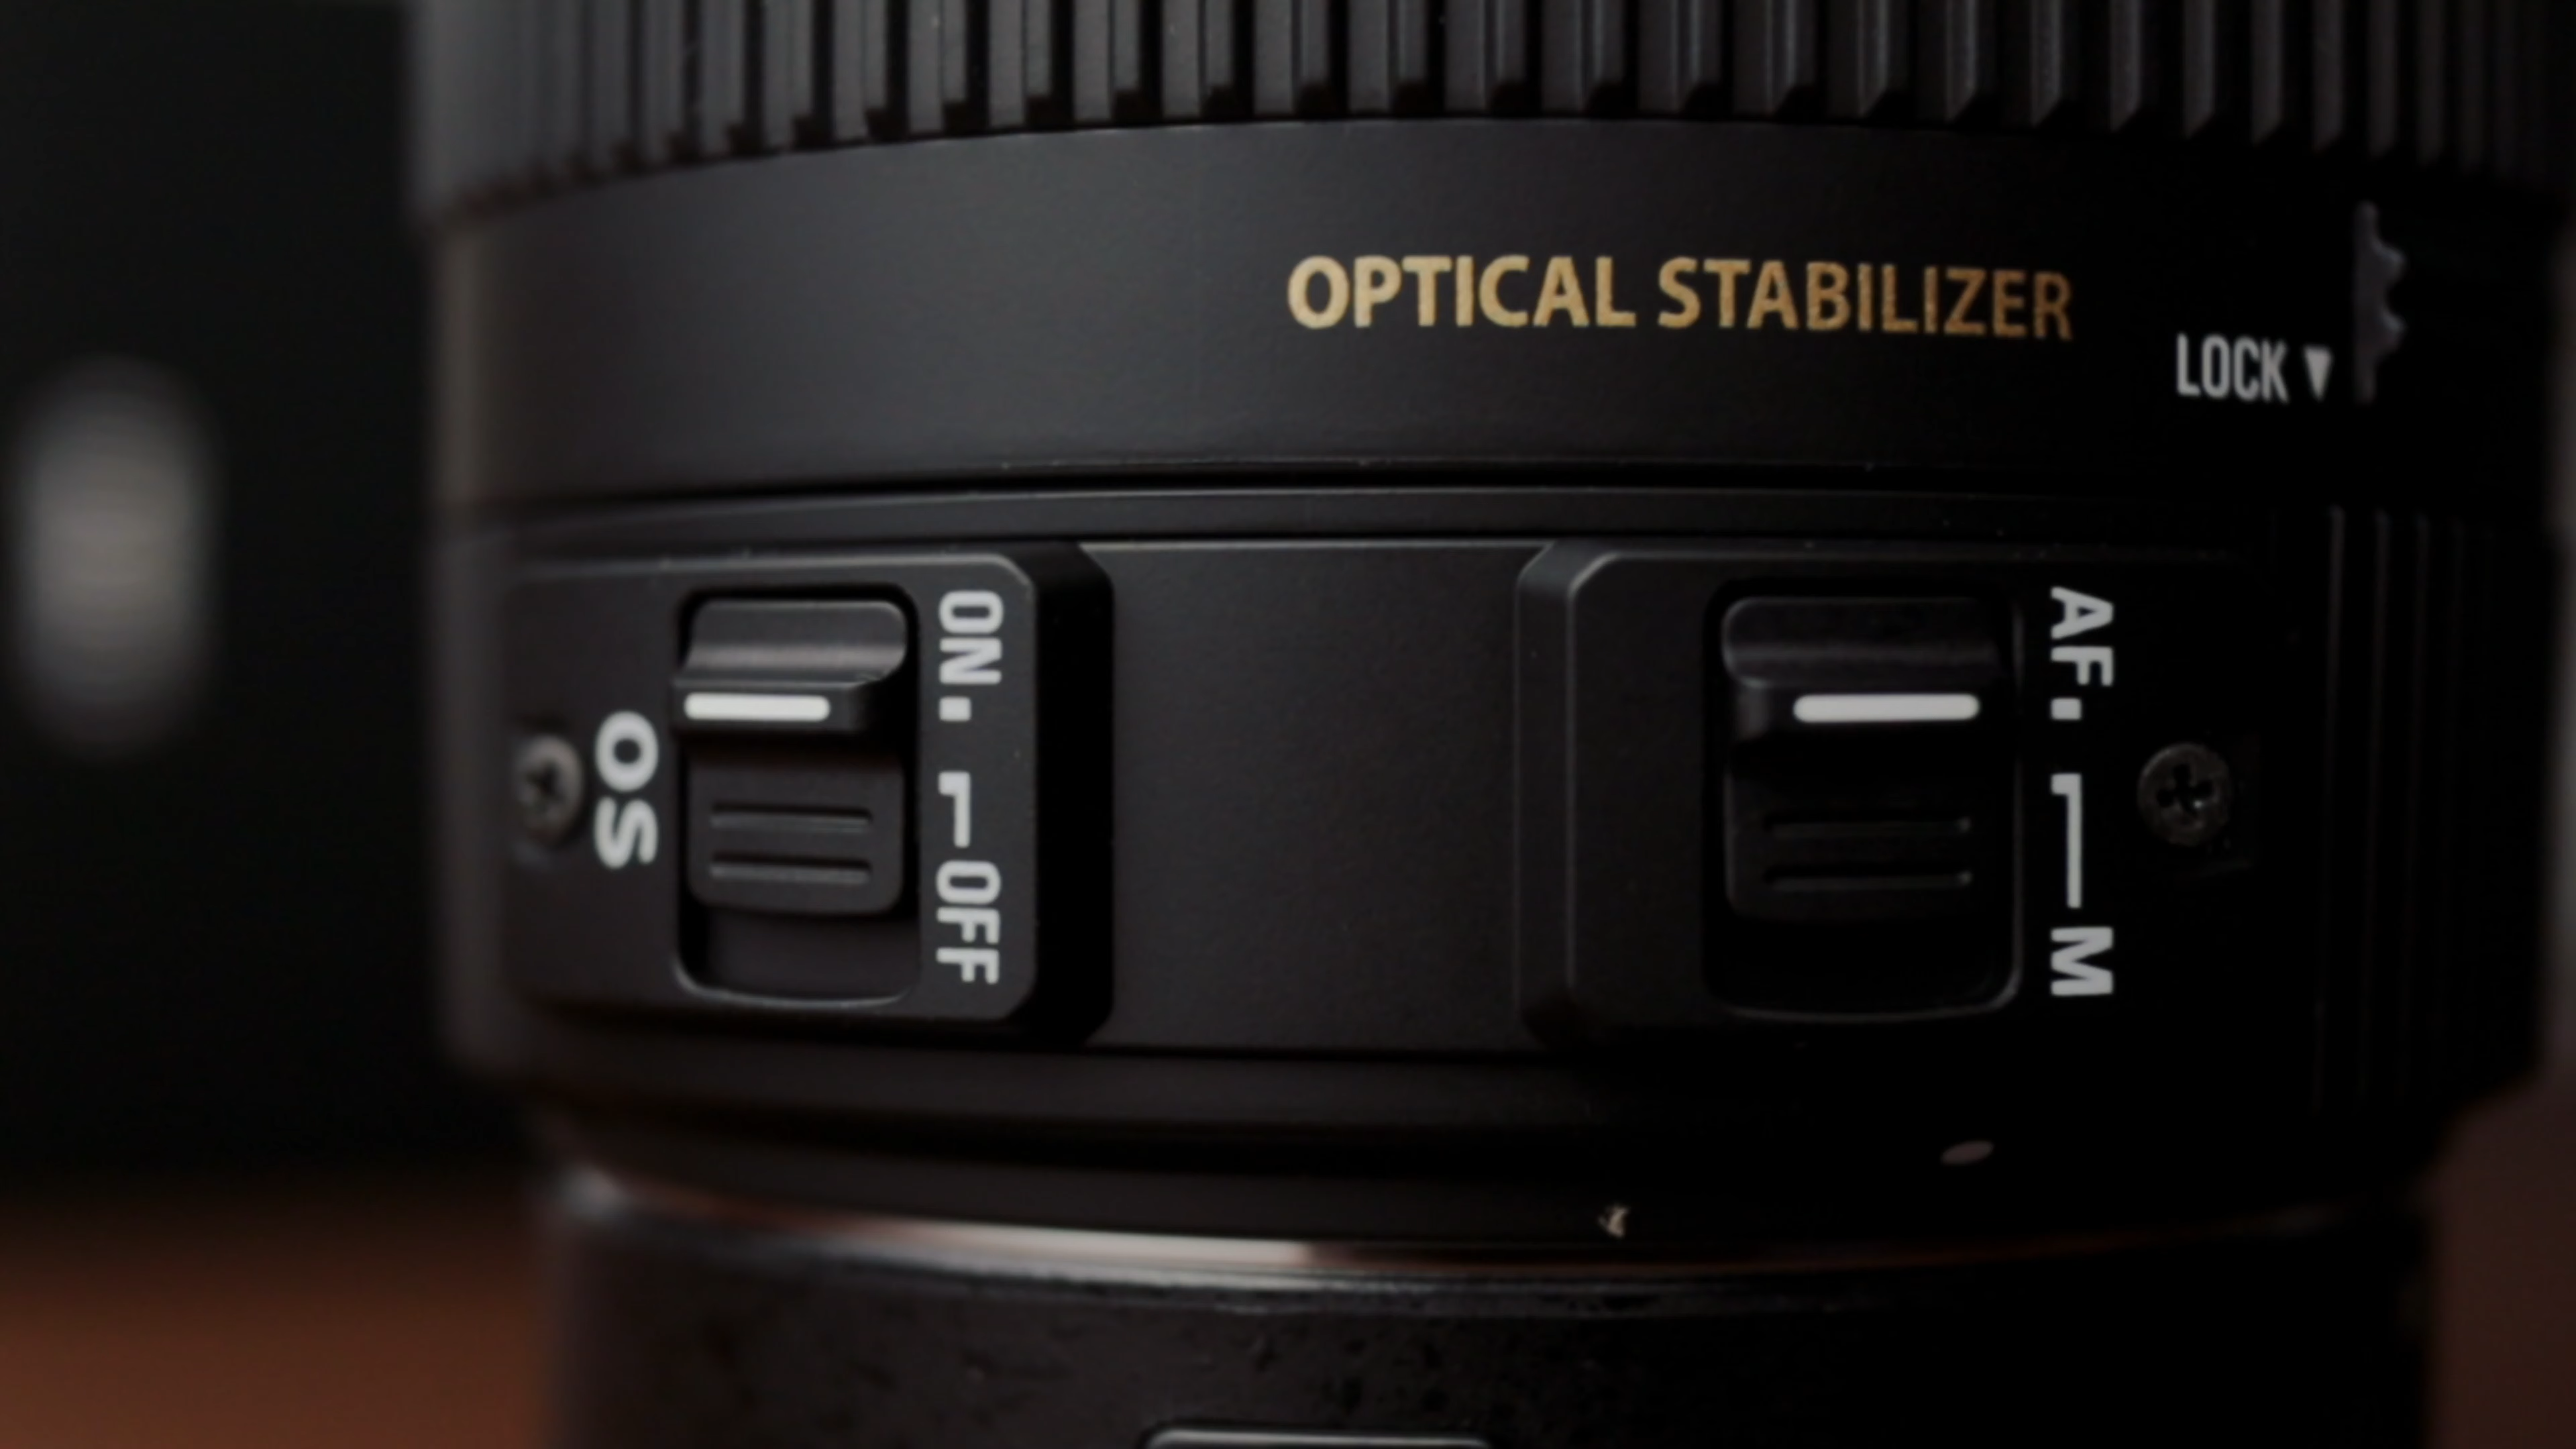 OPTICAL STABILIZER
LOCK ▼
OS
ON.
OFF
AF.
M